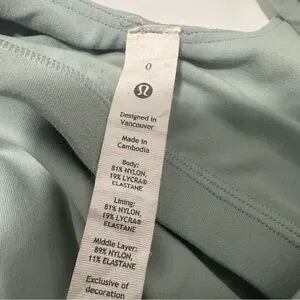 0
Designed in
Vancouver
Made in
Cambodia
Body:
81% NYLON,
19% LYCRA®
ELASTANE
Lining:
81% NYLON,
19% LYCRA®
ELASTANE
Middle Layer:
89% NYLON,
11% ELASTANE
Exclusive of
decoration